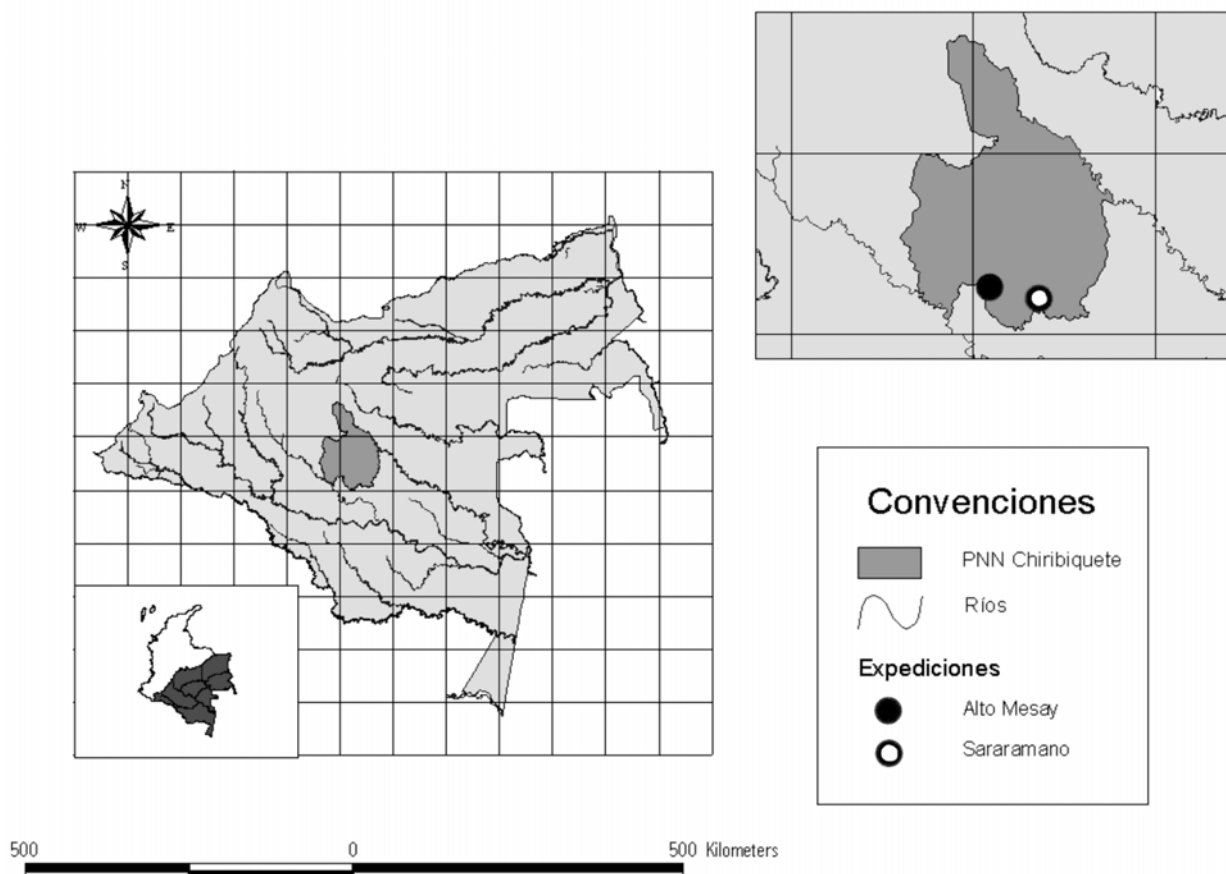 N
W E
S
Convenciones
PNN Chiribiquete
Ríos
Expediciones
Alto Mesay
Sararamano
500 0 500 Kilometers